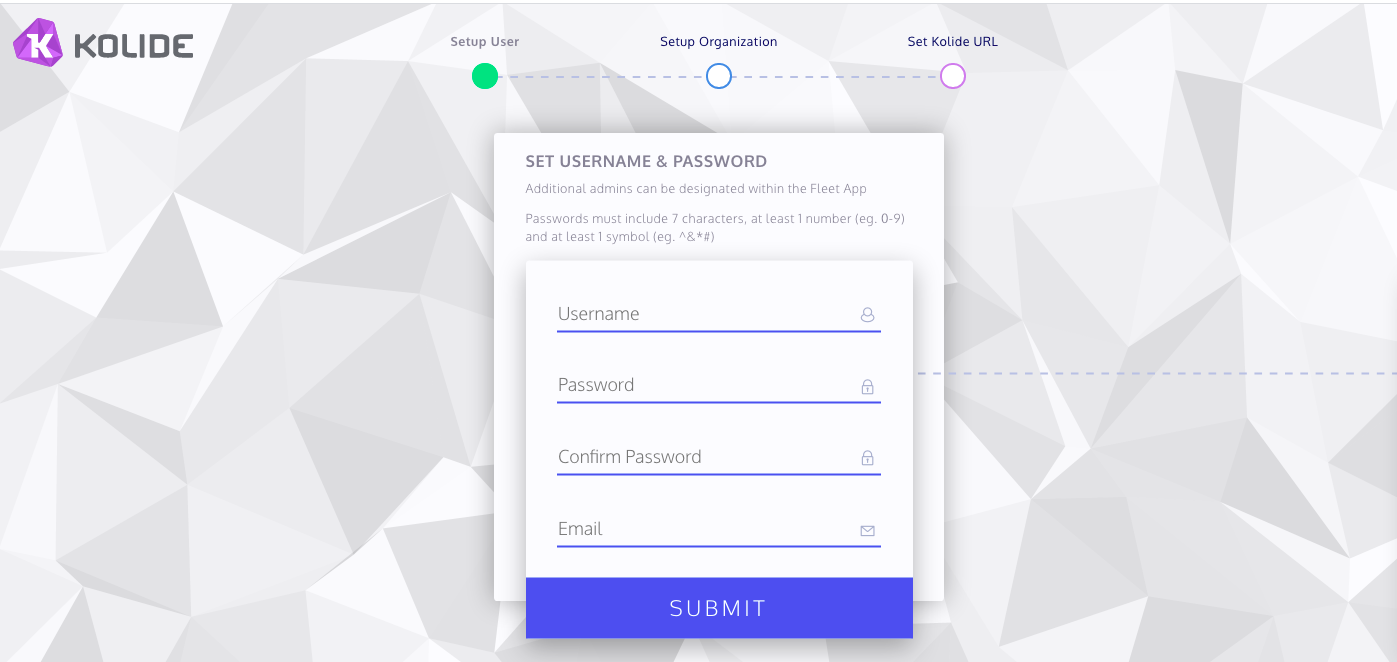 KOLIDE
Setup User
Setup Organization
Set Kolide URL
SET USERNAME & PASSWORD
Additional admins can be designated within the Fleet App
Passwords must include 7 characters, at least 1 number (eg. 0-9)
and at least 1 symbol (eg. ^&*#)
Username
Password
Confirm Password
Email
SUBMIT